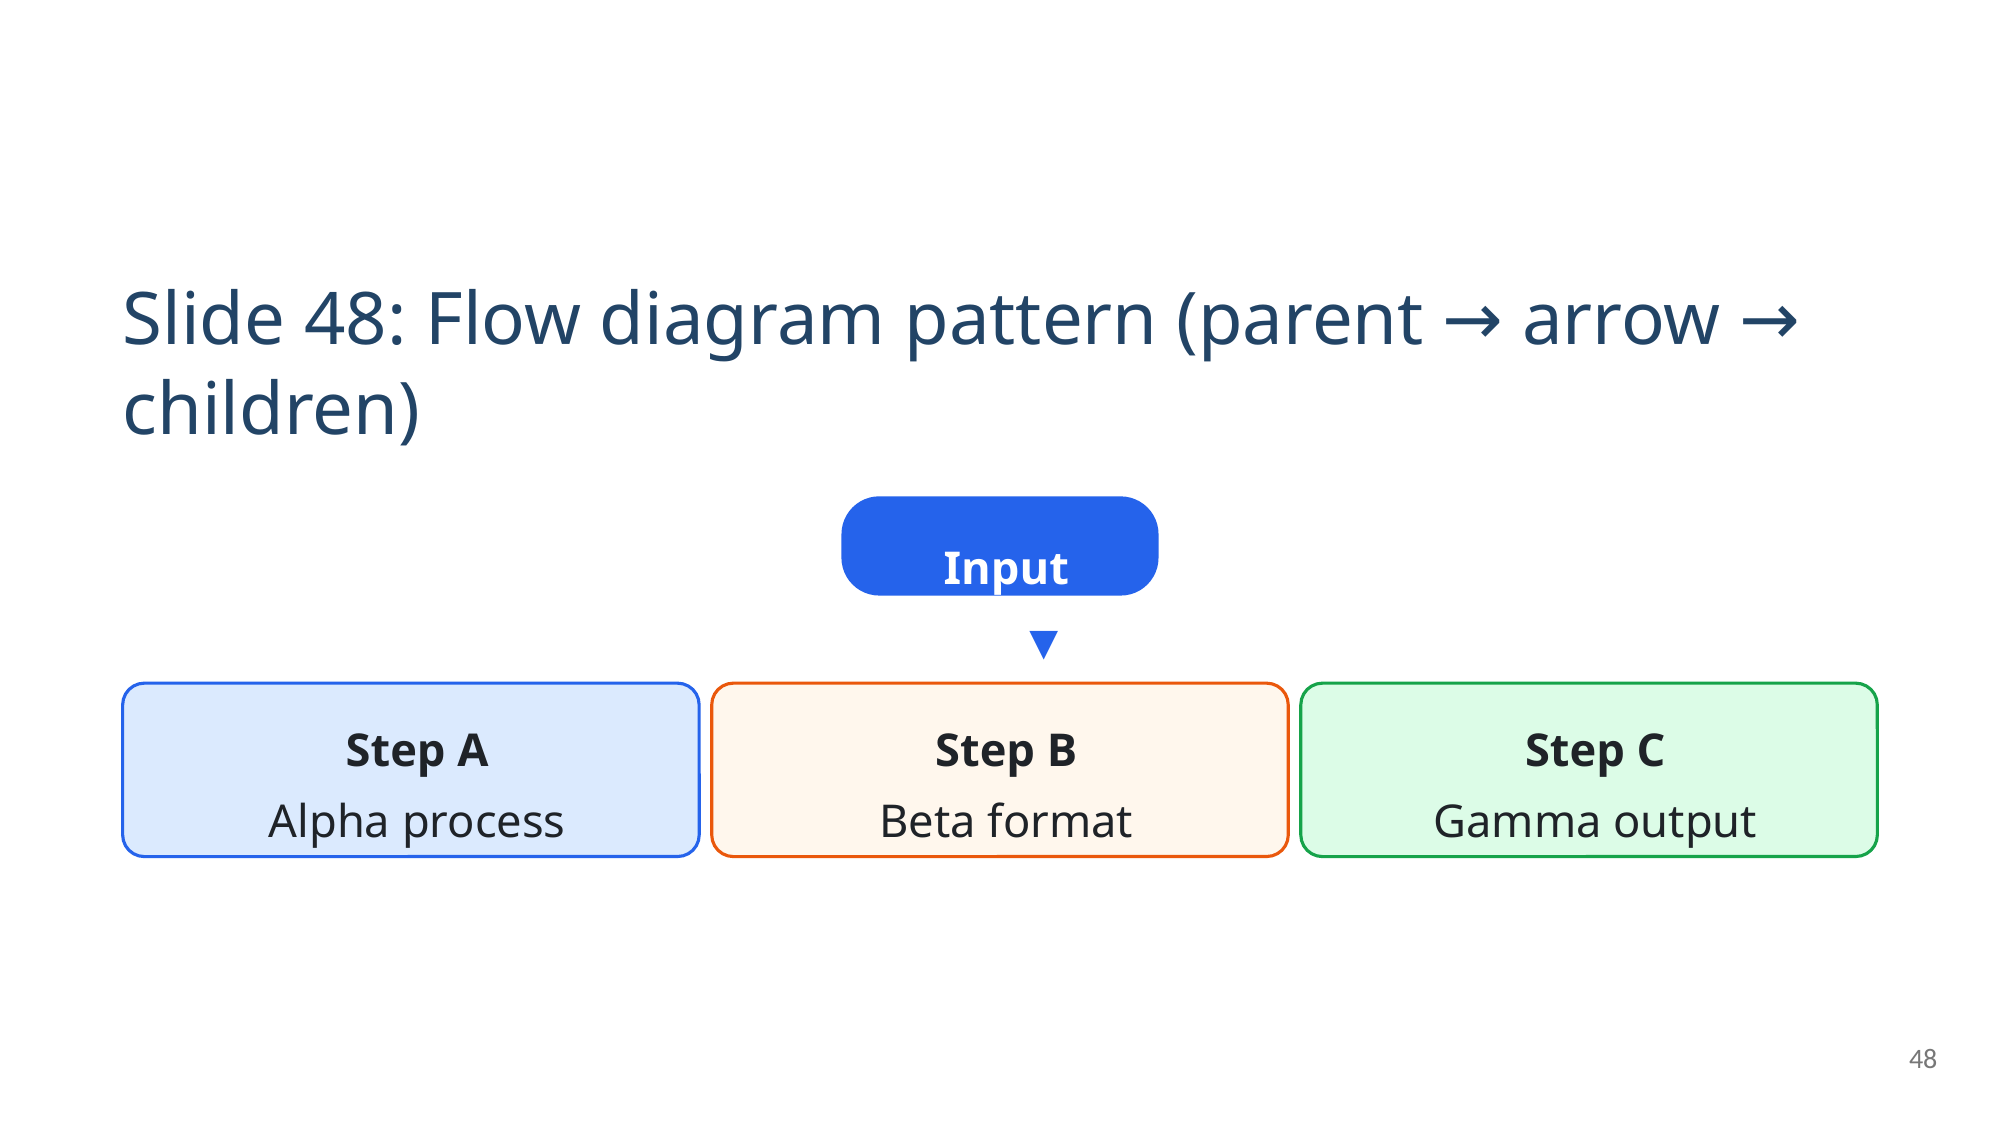 Slide 48: Flow diagram pattern (parent → arrow →
children)
Input
▼
Step A
Alpha process
Step B
Beta format
Step C
Gamma output
48